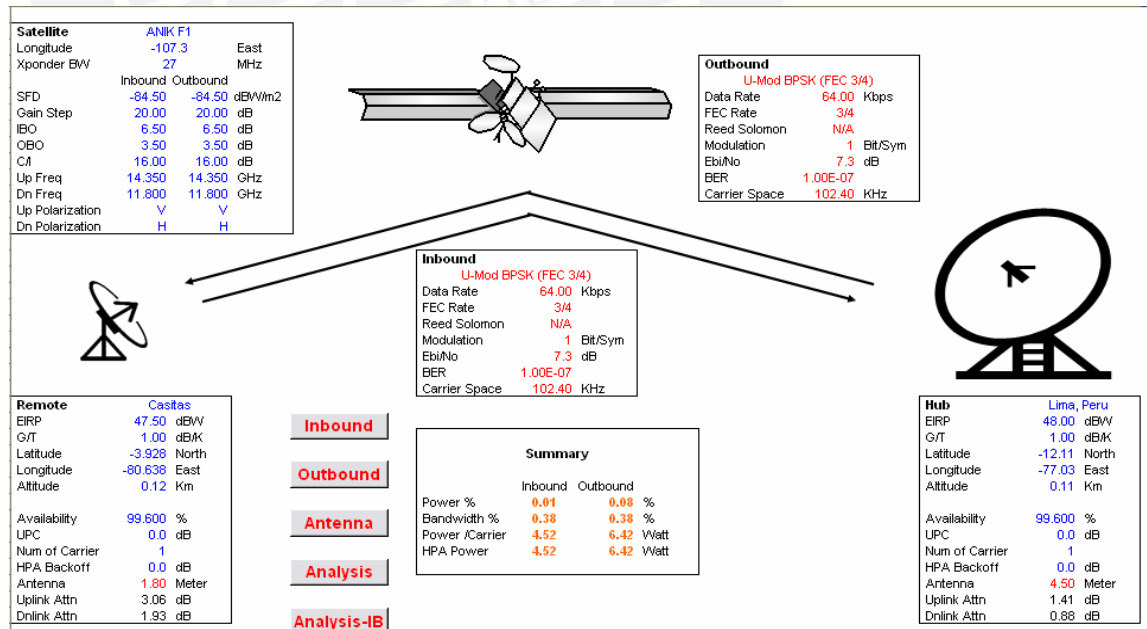 Satellite ANIK F1
Longitude -107.3 East
Xponder BW 27 MHz
Inbound Outbound
SFD -84.50 -84.50 dBW/m2
Gain Step 20.00 20.00 dB
IBO 6.50 6.50 dB
OBO 3.50 3.50 dB
C/I 16.00 16.00 dB
Up Freq 14.350 14.350 GHz
Dn Freq 11.800 11.800 GHz
Up Polarization V V
Dn Polarization H H
Outbound
U-Mod BPSK (FEC 3/4)
Data Rate 64.00 Kbps
FEC Rate 3/4
Reed Solomon N/A
Modulation 1 Bit/Sym
Ebi/No 7.3 dB
BER 1.00E-07
Carrier Space 102.40 KHz
Inbound
U-Mod BPSK (FEC 3/4)
Data Rate 64.00 Kbps
FEC Rate 3/4
Reed Solomon N/A
Modulation 1 Bit/Sym
Ebi/No 7.3 dB
BER 1.00E-07
Carrier Space 102.40 KHz
Remote Casitas
EIRP 47.50 dBW
G/T 1.00 dB/K
Latitude -3.928 North
Longitude -80.638 East
Altitude 0.12 Km
Availability 99.600 %
UPC 0.0 dB
Num of Carrier 1
HPA Backoff 0.0 dB
Antenna 1.80 Meter
Uplink Attn 3.06 dB
Dnlink Attn 1.93 dB
Inbound
Outbound
Antenna
Analysis
Analysis-IB
Summary
Inbound Outbound
Power % 0.01 0.08 %
Bandwidth % 0.38 0.38 %
Power /Carrier 4.52 6.42 Watt
HPA Power 4.52 6.42 Watt
Hub Lima, Peru
EIRP 48.00 dBW
G/T 1.00 dB/K
Latitude -12.11 North
Longitude -77.03 East
Altitude 0.11 Km
Availability 99.600 %
UPC 0.0 dB
Num of Carrier 1
HPA Backoff 0.0 dB
Antenna 4.50 Meter
Uplink Attn 1.41 dB
Dnlink Attn 0.88 dB